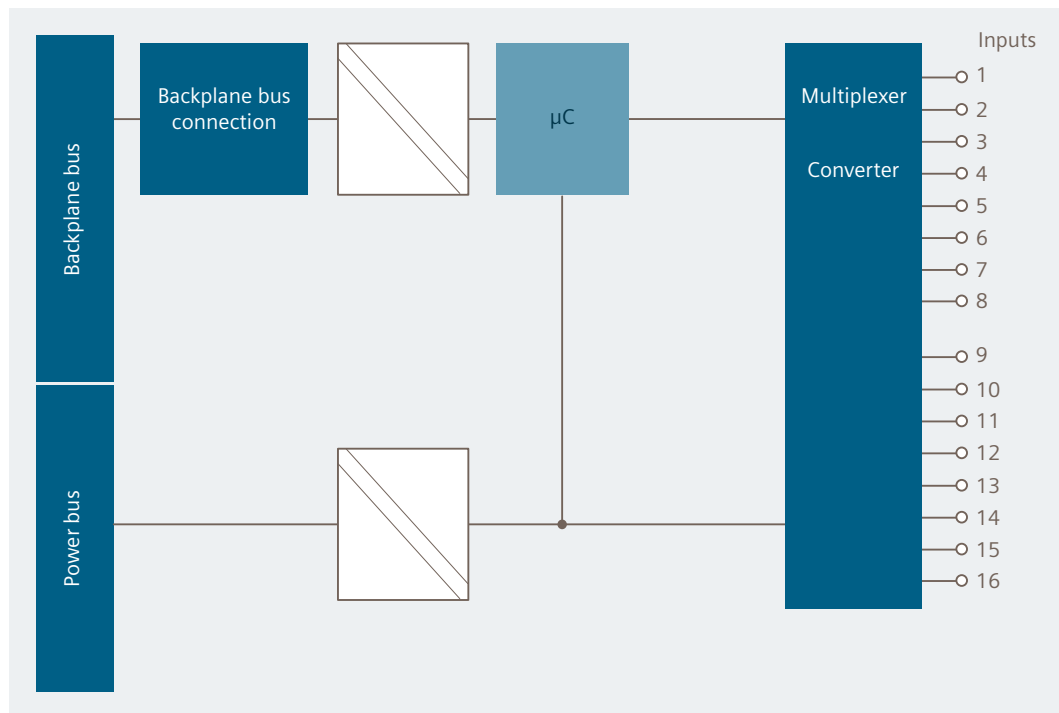 Backplane bus
Power bus
Backplane bus
connection
µC
Multiplexer
Converter
Inputs
1
2
3
4
5
6
7
8
9
10
11
12
13
14
15
16